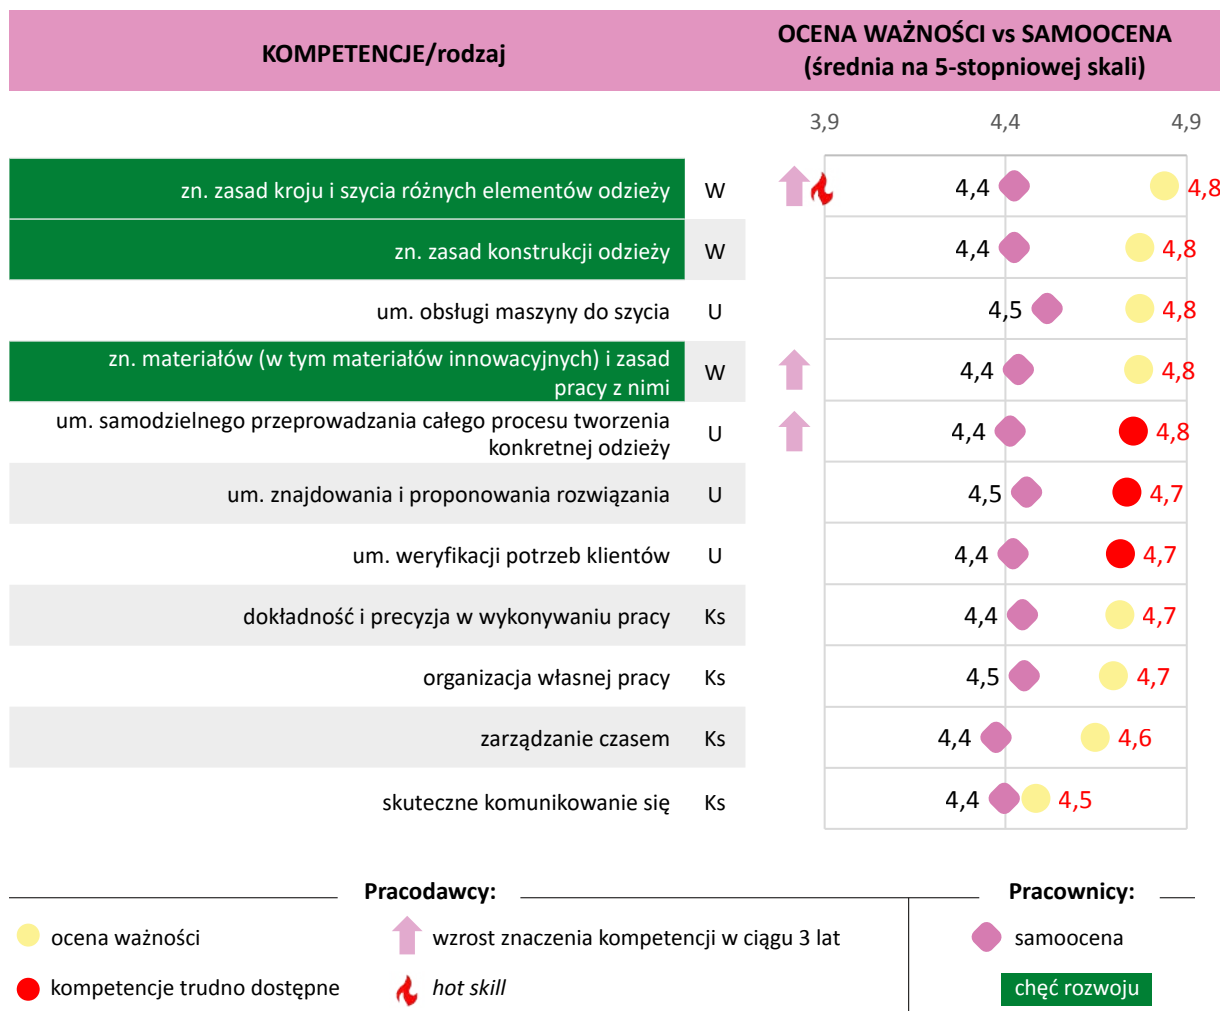 KOMPETENCJE/rodzaj
OCENA WAŻNOŚCI vs SAMOOCENA
(średnia na 5-stopniowej skali)
3,9 4,4 4,9
zn. zasad kroju i szycia różnych elementów odzieży W 4,4 4,8
zn. zasad konstrukcji odzieży W 4,4 4,8
um. obsługi maszyny do szycia U 4,5 4,8
zn. materiałów (w tym materiałów innowacyjnych) i zasad
pracy z nimi W 4,4 4,8
um. samodzielnego przeprowadzania całego procesu tworzenia
konkretnej odzieży U 4,4 4,8
um. znajdowania i proponowania rozwiązania U 4,5 4,7
um. weryfikacji potrzeb klientów U 4,4 4,7
dokładność i precyzja w wykonywaniu pracy Ks 4,4 4,7
organizacja własnej pracy Ks 4,5 4,7
zarządzanie czasem Ks 4,4 4,6
skuteczne komunikowanie się Ks 4,4 4,5
Pracodawcy: Pracownicy:
ocena ważności wzrost znaczenia kompetencji w ciągu 3 lat samoocena
kompetencje trudno dostępne hot skill chęć rozwoju